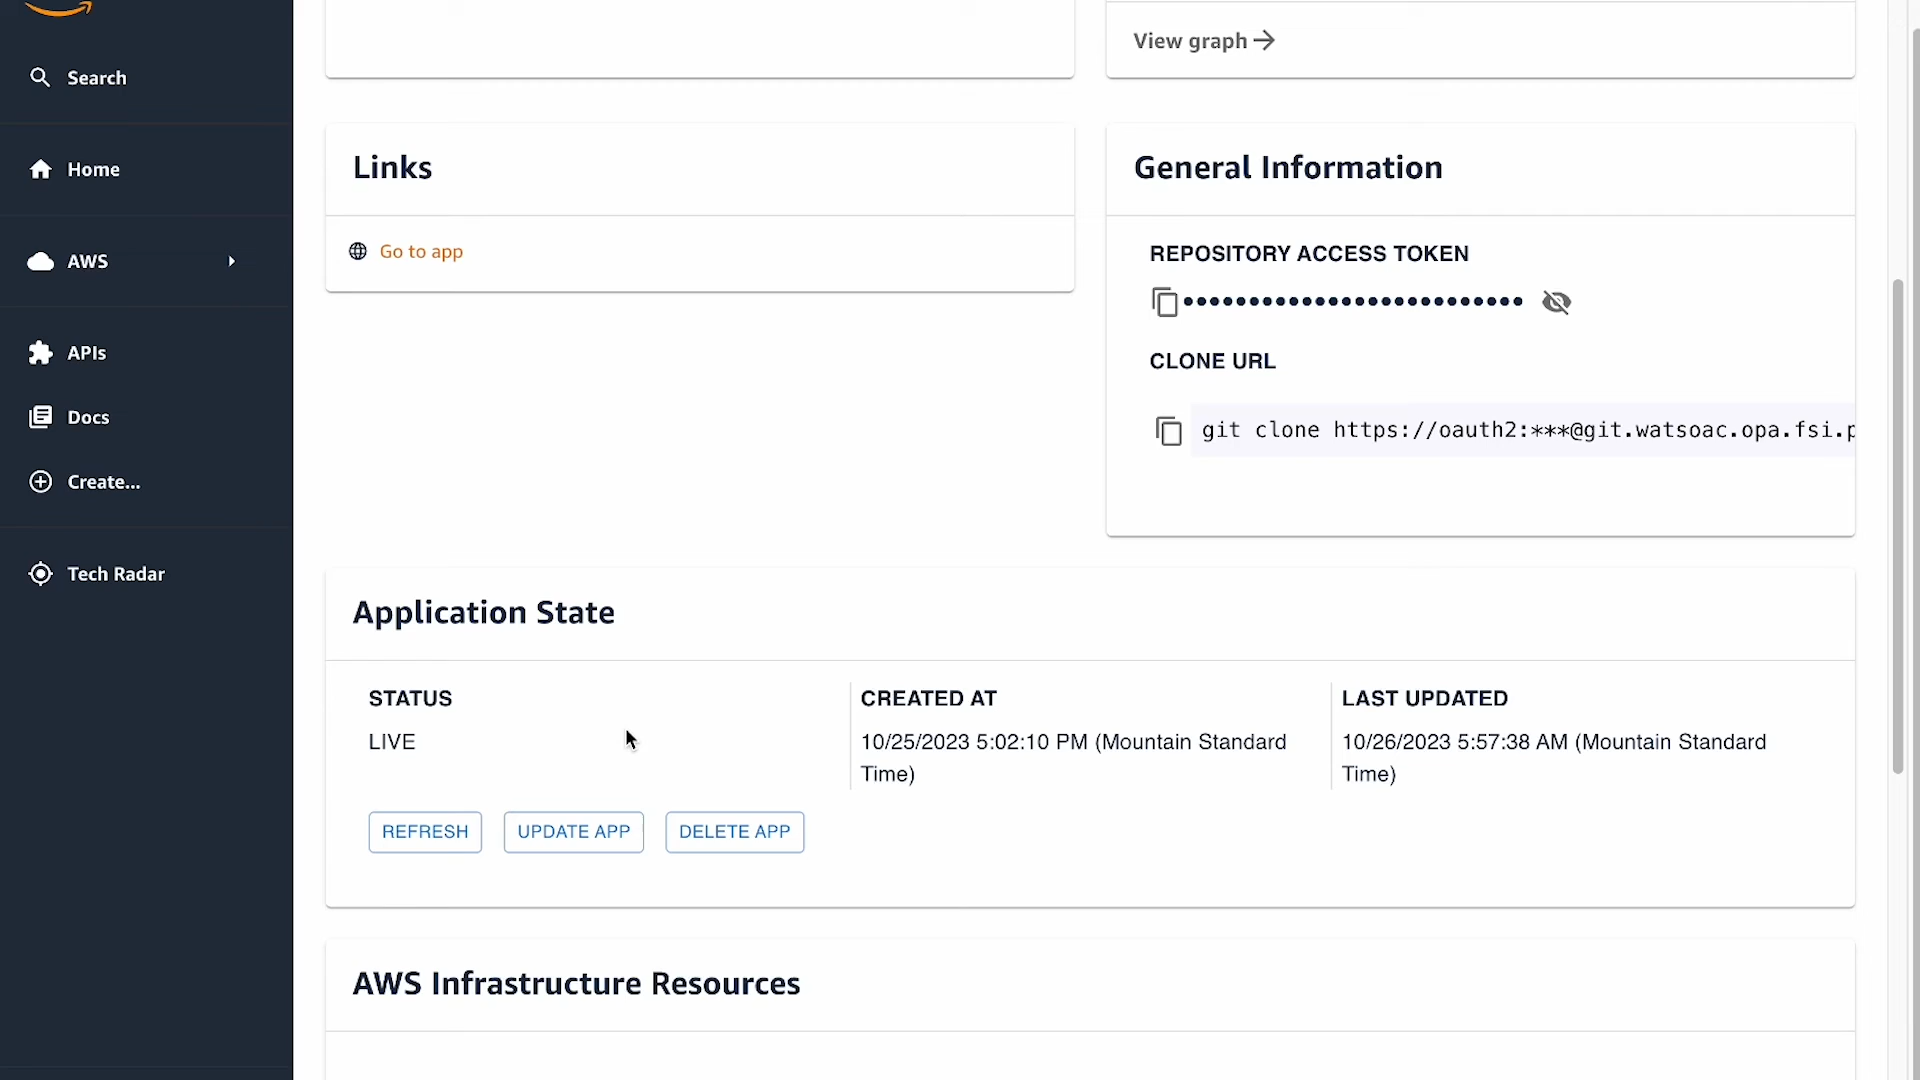 Search
Home
AWS
APIs
Docs
Create...
Tech Radar
View graph
Links
Go to app
General Information
REPOSITORY ACCESS TOKEN
••••••••••••••••••••••••••
CLONE URL
git clone https://oauth2:***@git.watsoac.opa.fsi.p
Application State
STATUS
LIVE
CREATED AT
10/25/2023 5:02:10 PM (Mountain Standard
Time)
LAST UPDATED
10/26/2023 5:57:38 AM (Mountain Standard
Time)
REFRESH
UPDATE APP
DELETE APP
AWS Infrastructure Resources